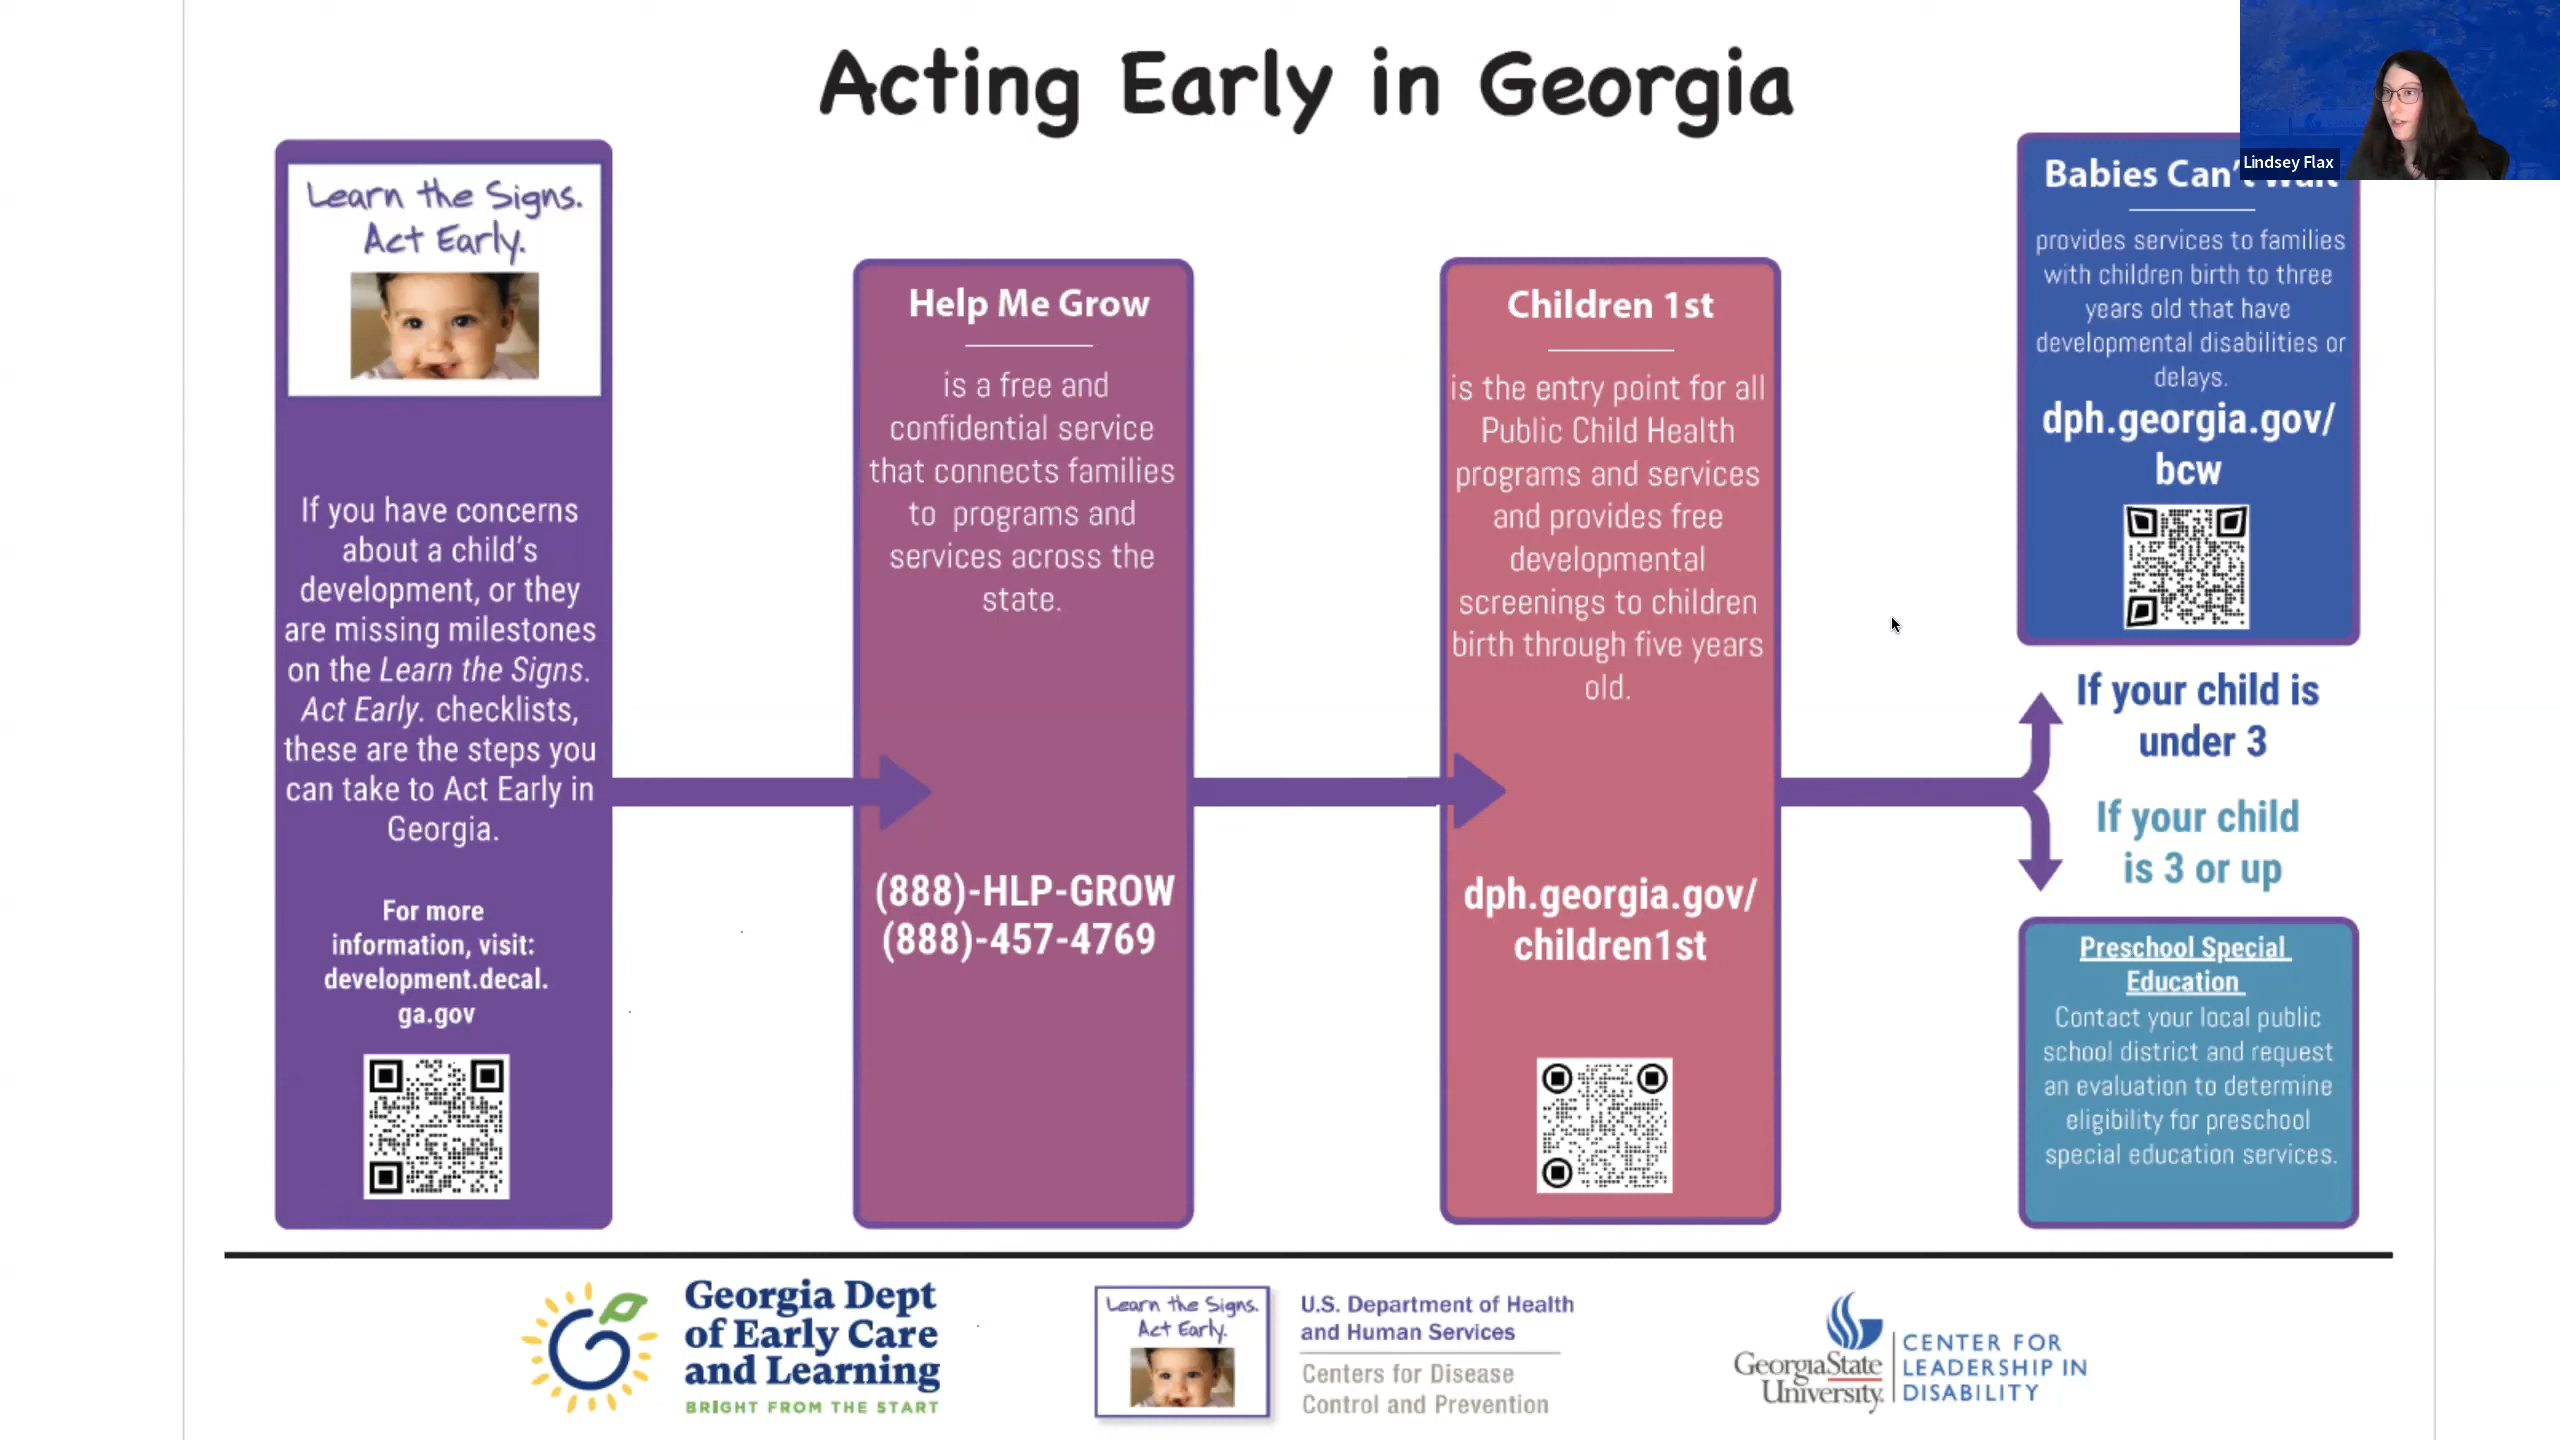 Acting Early in Georgia
Lindsey Flax
Learn the Signs.
Act Early.
If you have concerns
about a child's
development, or they
are missing milestones
on the Learn the Signs.
Act Early. checklists,
these are the steps you
can take to Act Early in
Georgia.
For more
information, visit:
development.decal.
ga.gov
Help Me Grow
is a free and
confidential service
that connects families
to programs and
services across the
state.
(888)-HLP-GROW
(888)-457-4769
Children 1st
is the entry point for all
Public Child Health
programs and services
and provides free
developmental
screenings to children
birth through five years
old.
dph.georgia.gov/
children1st
Babies Can't Wait
provides services to families
with children birth to three
years old that have
developmental disabilities or
delays.
dph.georgia.gov/
bcw
If your child is
under 3
If your child
is 3 or up
Preschool Special
Education
Contact your local public
school district and request
an evaluation to determine
eligibility for preschool
special education services.
Georgia Dept
of Early Care
and Learning
BRIGHT FROM THE START
Learn the Signs.
Act Early.
U.S. Department of Health
and Human Services
Centers for Disease
Control and Prevention
GeorgiaState
University
CENTER FOR
LEADERSHIP IN
DISABILITY